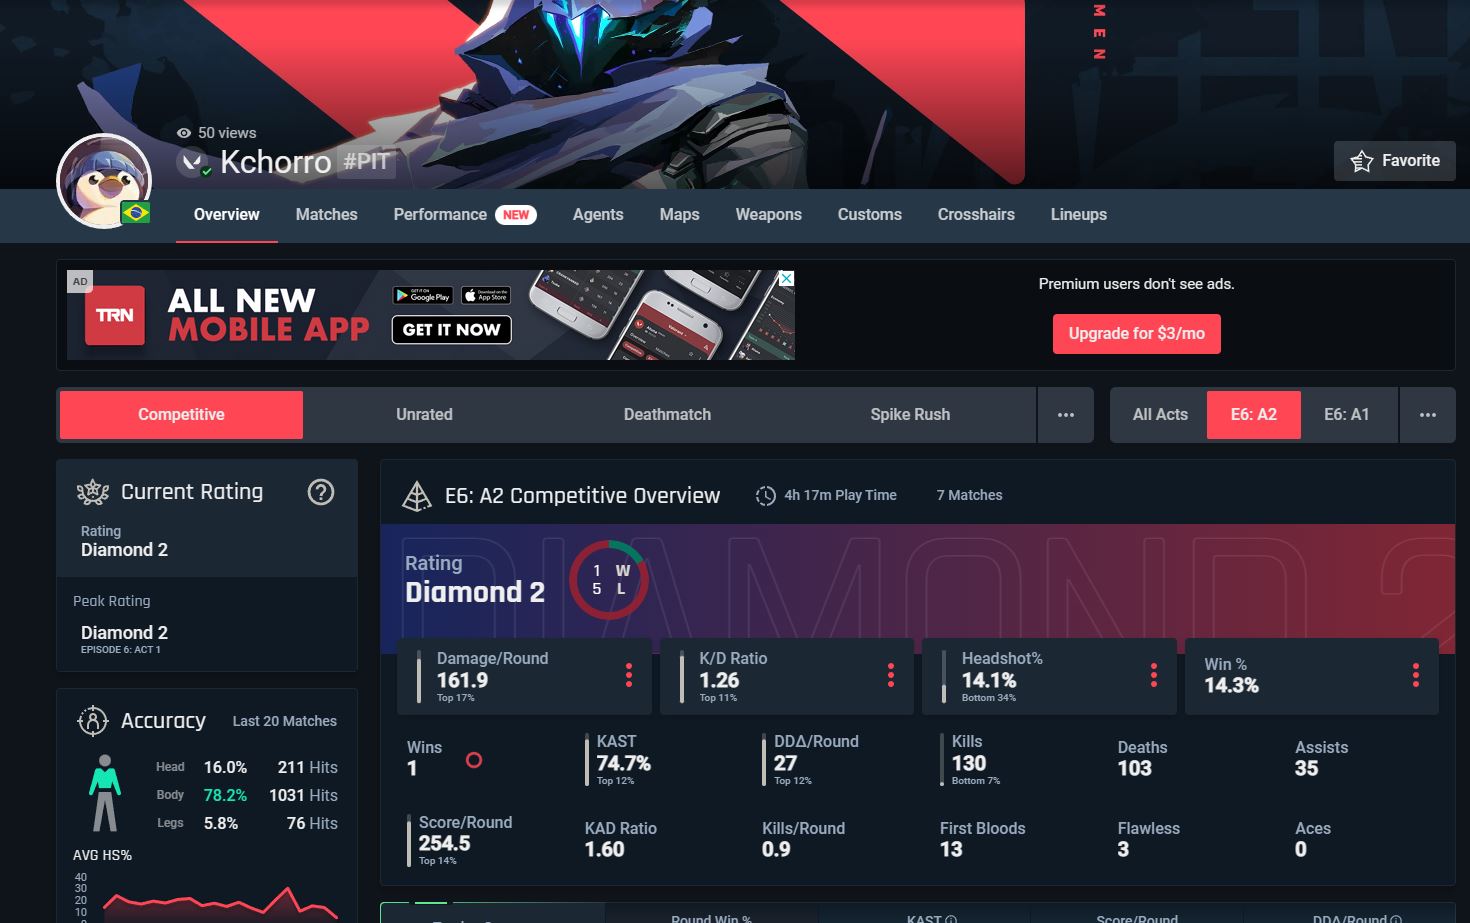 MEN
50 views
Kchorro #PIT
Favorite
Overview Matches Performance NEW Agents Maps Weapons Customs Crosshairs Lineups
AD
TRN
ALL NEW
MOBILE APP
GET IT ON
Google Play
Download on the
App Store
GET IT NOW
Premium users don't see ads.
Upgrade for $3/mo
Competitive Unrated Deathmatch Spike Rush ••• All Acts E6: A2 E6: A1 •••
Current Rating ?
Rating
Diamond 2
Peak Rating
Diamond 2
EPISODE 6: ACT 1
Accuracy Last 20 Matches
Head 16.0% 211 Hits
Body 78.2% 1031 Hits
Legs 5.8% 76 Hits
AVG HS%
40
30
20
10
0
E6: A2 Competitive Overview 4h 17m Play Time 7 Matches
DIAMOND 2
Rating
Diamond 2
1 W
5 L
Damage/Round
161.9
Top 17%
K/D Ratio
1.26
Top 11%
Headshot%
14.1%
Bottom 34%
Win %
14.3%
Wins
1
KAST
74.7%
Top 12%
DDΔ/Round
27
Top 12%
Kills
130
Bottom 7%
Deaths
103
Assists
35
Score/Round
254.5
Top 14%
KAD Ratio
1.60
Kills/Round
0.9
First Bloods
13
Flawless
3
Aces
0
Round Win % KAST Score/Round DDΔ/Round